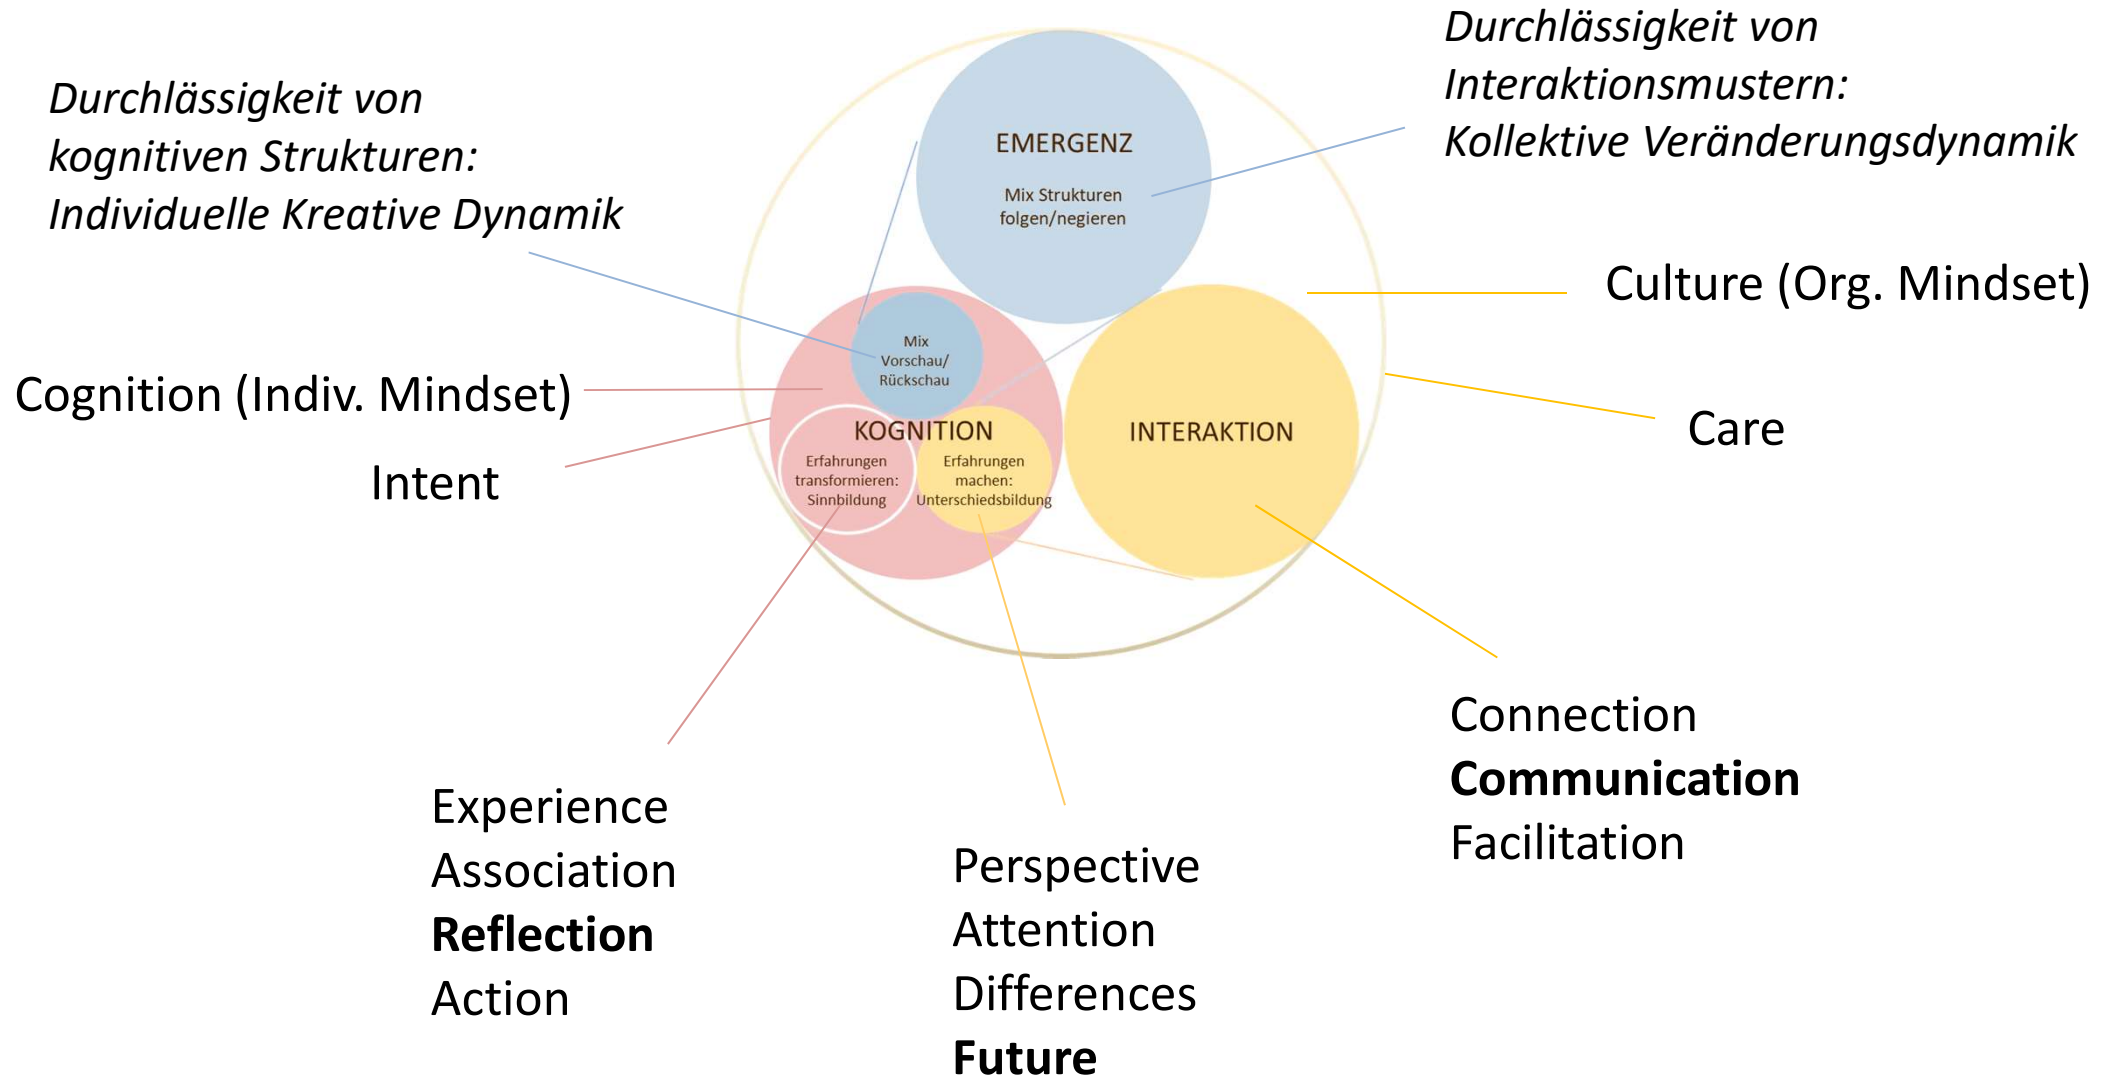 Durchlässigkeit von
kognitiven Strukturen:
Individuelle Kreative Dynamik
Durchlässigkeit von
Interaktionsmustern:
Kollektive Veränderungsdynamik
EMERGENZ
Mix Strukturen
folgen/negieren
Culture (Org. Mindset)
Care
Cognition (Indiv. Mindset)
Intent
Mix
Vorschau/
Rückschau
KOGNITION
Erfahrungen
transformieren:
Sinnbildung
Erfahrungen
machen:
Unterschiedsbildung
INTERAKTION
Experience
Association
Reflection
Action
Perspective
Attention
Differences
Future
Connection
Communication
Facilitation